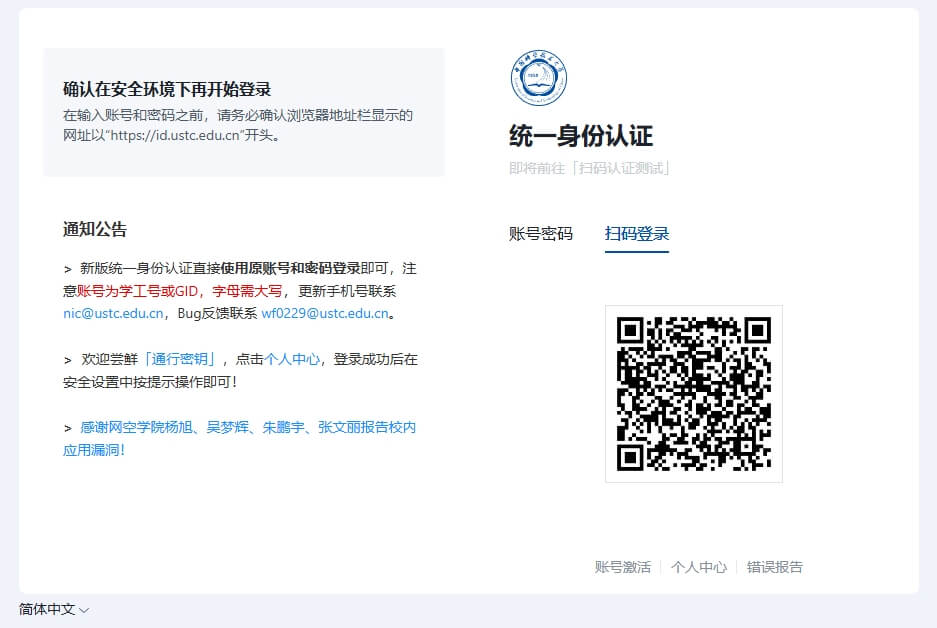 确认在安全环境下再开始登录
在输入账号和密码之前，请务必确认浏览器地址栏显示的
网址以“https://id.ustc.edu.cn”开头。
通知公告
> 新版统一身份认证直接使用原账号和密码登录即可，注
意账号为学工号或GID，字母需大写，更新手机号联系
nic@ustc.edu.cn，Bug反馈联系 wf0229@ustc.edu.cn。
> 欢迎尝鲜「通行密钥」，点击个人中心，登录成功后在
安全设置中按提示操作即可！
> 感谢网空学院杨旭、吴梦辉、朱鹏宇、张文丽报告校内
应用漏洞！
统一身份认证
即将前往「扫码认证测试」
账号密码
扫码登录
账号激活
个人中心
错误报告
简体中文